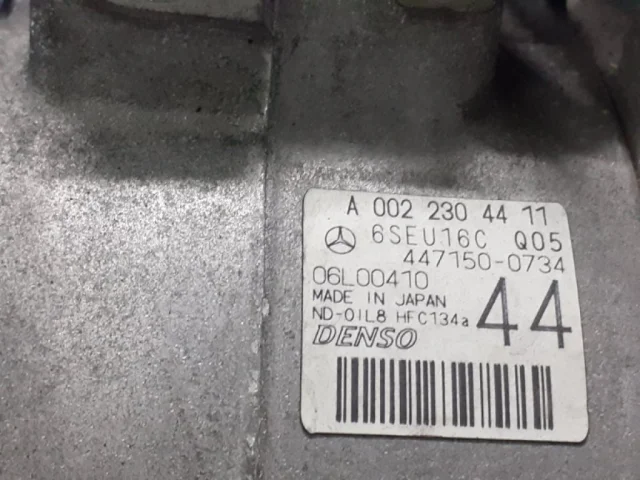 A 002 230 44 11
6SEU16C Q05
447150-0734
06L00410
MADE IN JAPAN
ND-OIL8 HFC134a
44
DENSO